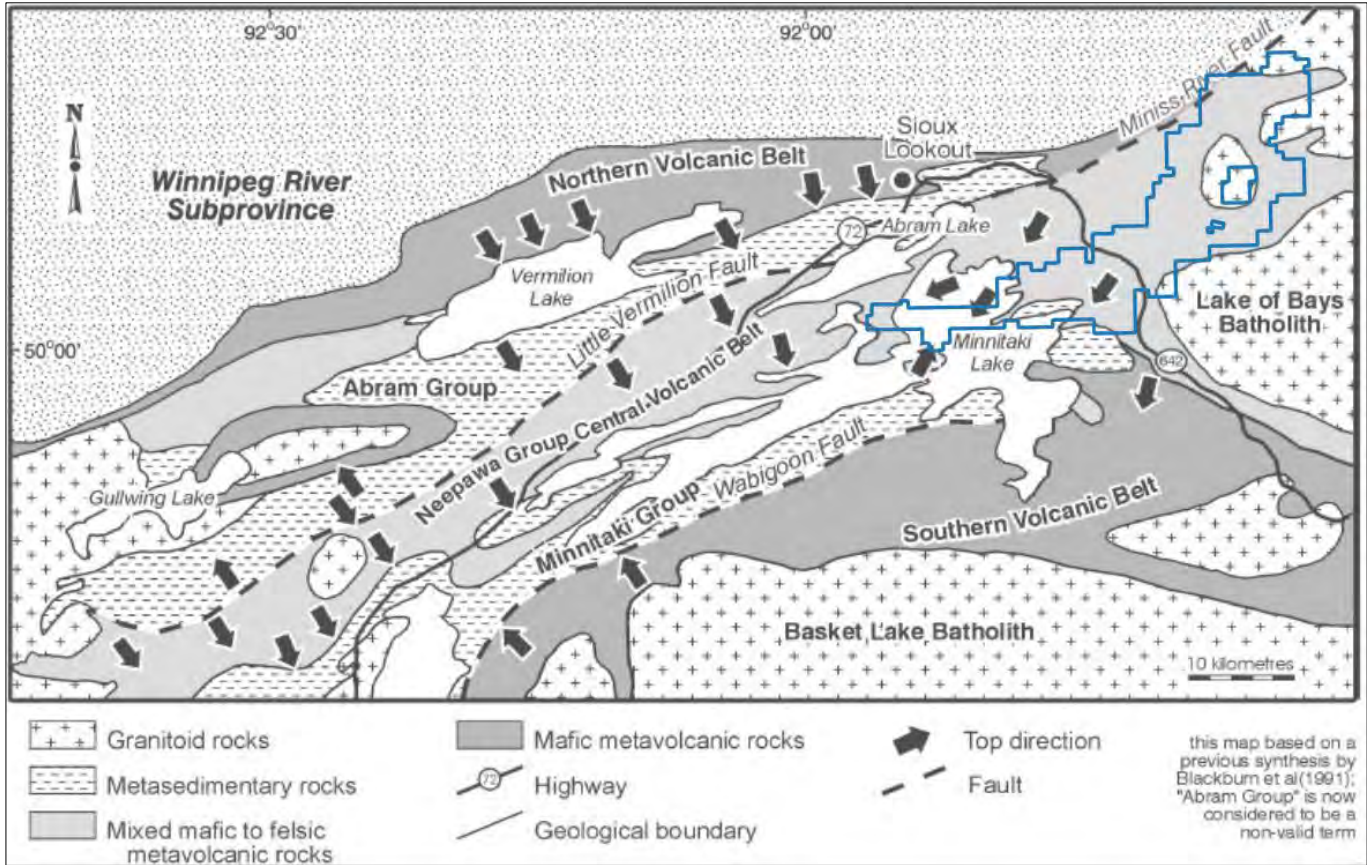 92°30'
92°00'
N
Winnipeg River
Subprovince
Northern Volcanic Belt
Sioux
Lookout
Miniss River Fault
Abram Lake
72
Vermilion
Lake
Little Vermilion Fault
Lake of Bays
Batholith
50°00'
Minnitaki
Lake
642
Abram Group
Neepawa Group Central Volcanic Belt
Gullwing Lake
Wabigoon Fault
Minnitaki Group
Southern Volcanic Belt
Basket Lake Batholith
10 kilometres
Granitoid rocks
Metasedimentary rocks
Mixed mafic to felsic
metavolcanic rocks
Mafic metavolcanic rocks
72 Highway
Geological boundary
Top direction
Fault
this map based on a
previous synthesis by
Blackburn et al(1991);
"Abram Group" is now
considered to be a
non-valid term